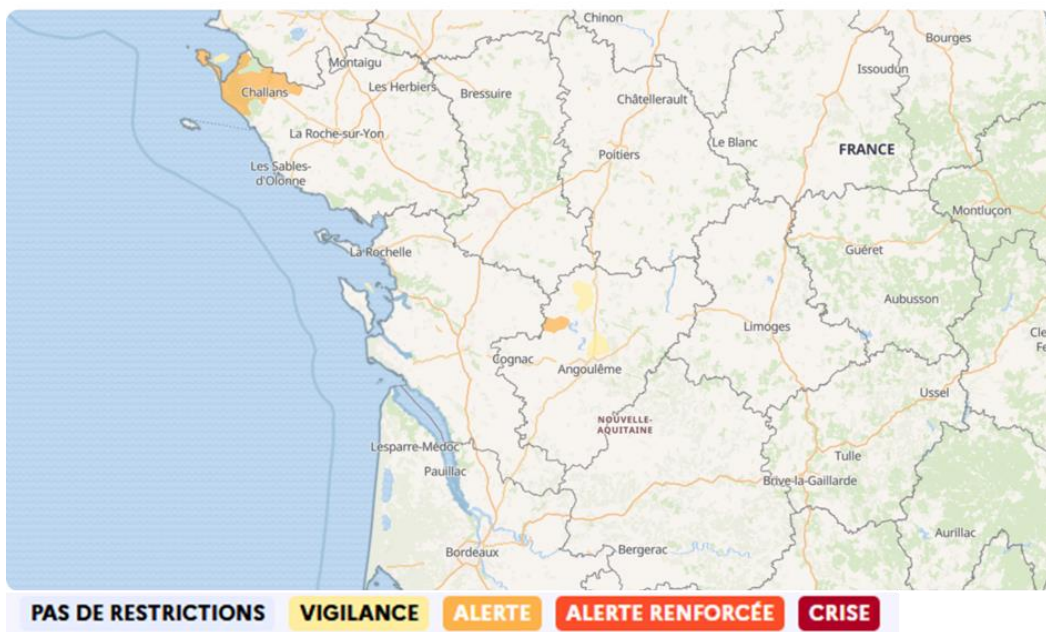 Chinon
Bourges
Montaigu
Issoudun
Challans
Les Herbiers
Bressuire
Châtellerault
La Roche-sur-Yon
Le Blanc
FRANCE
Poitiers
Les Sables-
d'Olonne
Montluçon
La Rochelle
Guéret
Aubusson
Limoges
Cle
Fe
Cognac
Angoulême
Ussel
NOUVELLE-
AQUITAINE
Lesparre-Médoc
Tulle
Pauillac
Brive-la-Gaillarde
Aurillac
Bordeaux
Bergerac
PAS DE RESTRICTIONS VIGILANCE ALERTE ALERTE RENFORCÉE CRISE